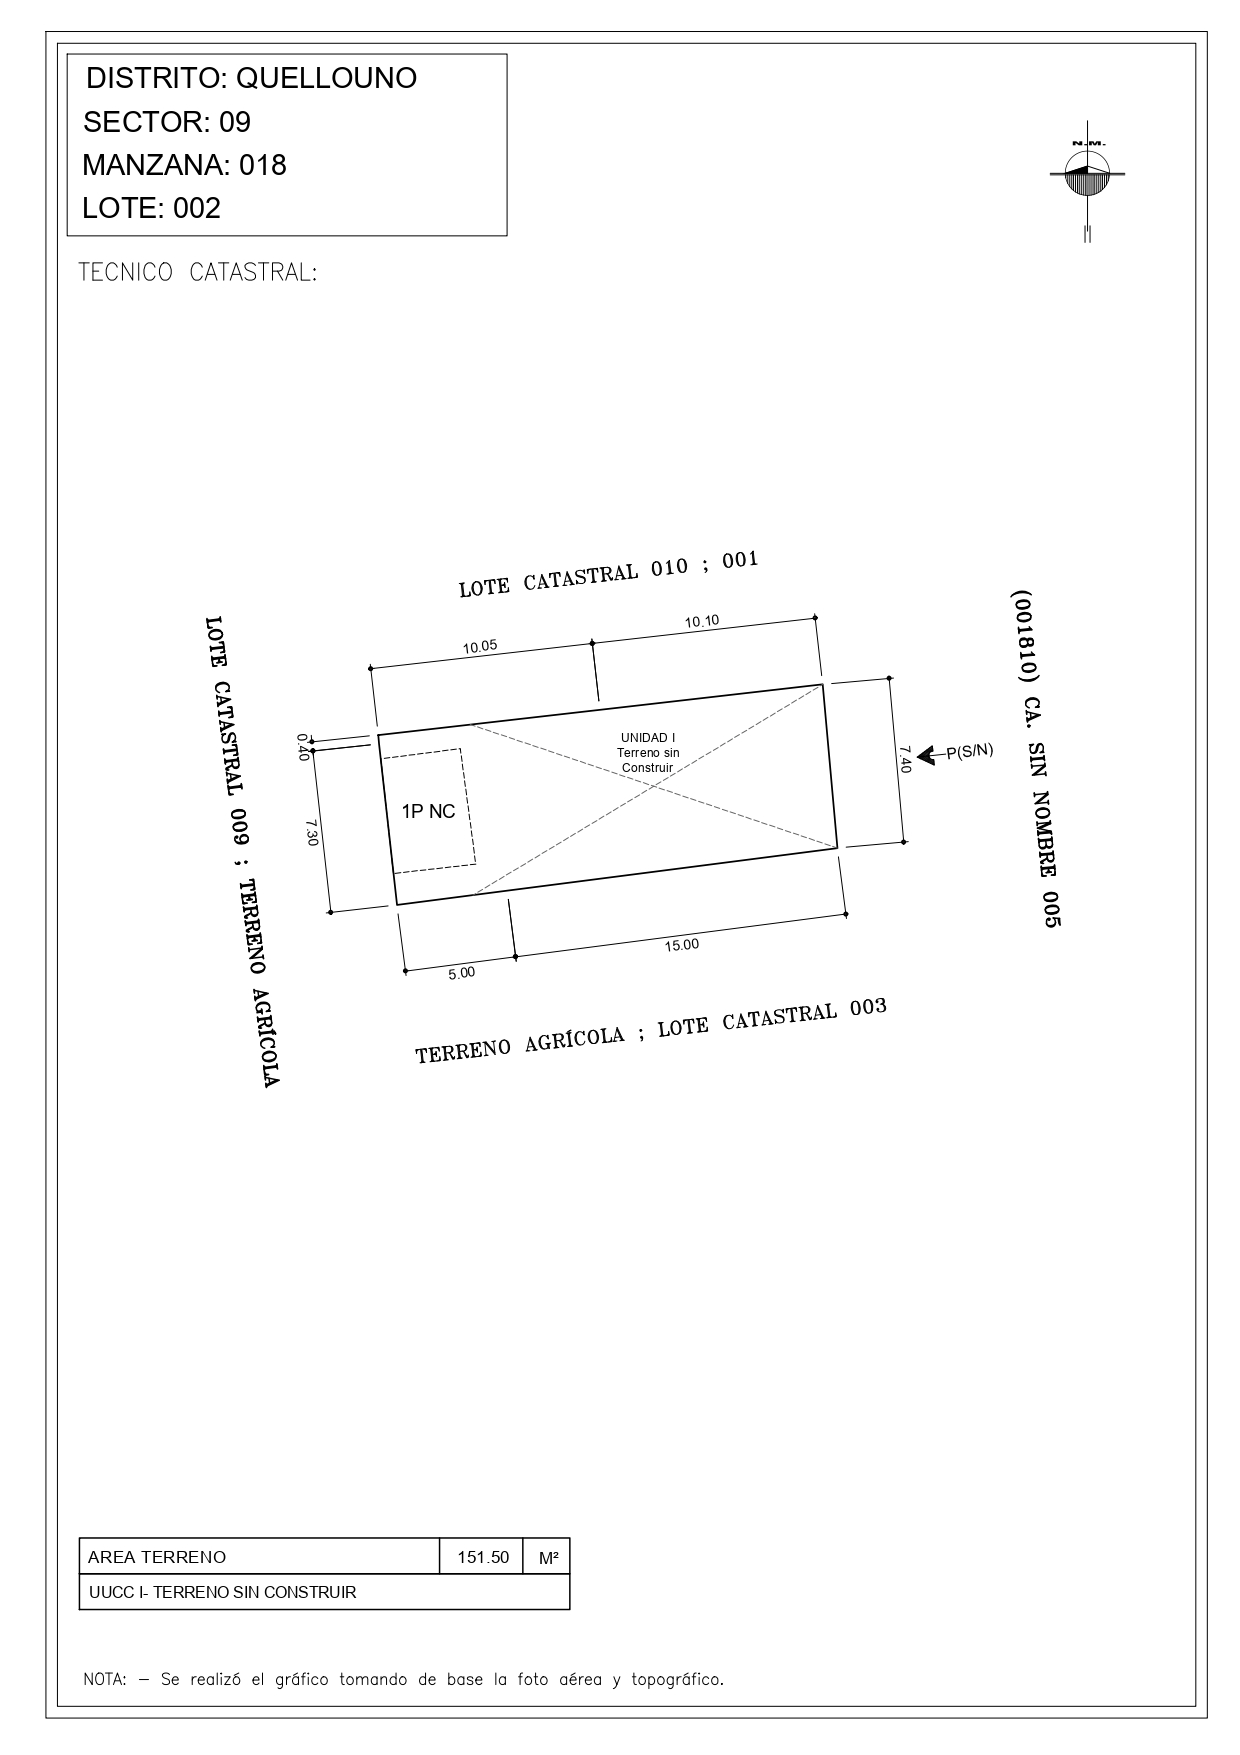 DISTRITO: QUELLOUNO
SECTOR: 09
MANZANA: 018
LOTE: 002
N.M.
TECNICO CATASTRAL:
LOTE CATASTRAL 010 ; 001
10.05
10.10
LOTE CATASTRAL 009 ; TERRENO AGRÍCOLA
(001810) CA. SIN NOMBRE 005
0.40
7.30
UNIDAD I
Terreno sin
Construir
1P NC
7.40
P(S/N)
5.00
15.00
TERRENO AGRÍCOLA ; LOTE CATASTRAL 003
AREA TERRENO 151.50 M²
UUCC I- TERRENO SIN CONSTRUIR
NOTA: - Se realizó el gráfico tomando de base la foto aérea y topográfico.